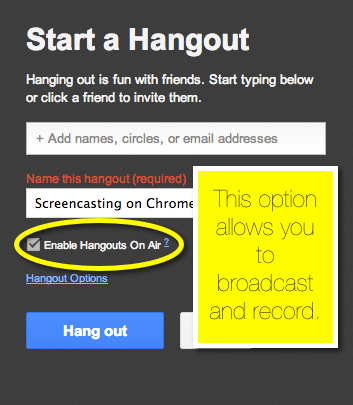 Start a Hangout
Hanging out is fun with friends. Start typing below
or click a friend to invite them.
+ Add names, circles, or email addresses
Name this hangout (required)
Screencasting on Chrome
Enable Hangouts On Air ?
Hangout Options
Hang out
This option
allows you
to
broadcast
and record.